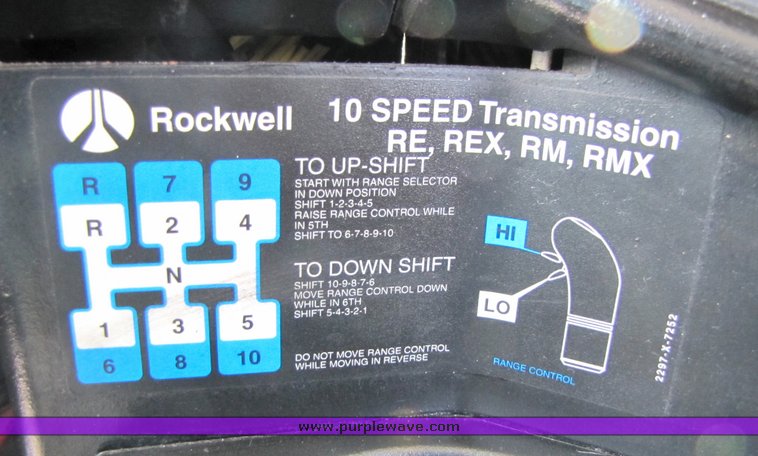 Rockwell
10 SPEED Transmission
RE, REX, RM, RMX
R 7 9
R 2 4
N
1 3 5
6 8 10
TO UP-SHIFT
START WITH RANGE SELECTOR
IN DOWN POSITION
SHIFT 1-2-3-4-5
RAISE RANGE CONTROL WHILE
IN 5TH
SHIFT TO 6-7-8-9-10
TO DOWN SHIFT
SHIFT 10-9-8-7-6
MOVE RANGE CONTROL DOWN
WHILE IN 6TH
SHIFT 5-4-3-2-1
DO NOT MOVE RANGE CONTROL
WHILE MOVING IN REVERSE
HI
LO
RANGE CONTROL
2297-X-7252
www.purplewave.com